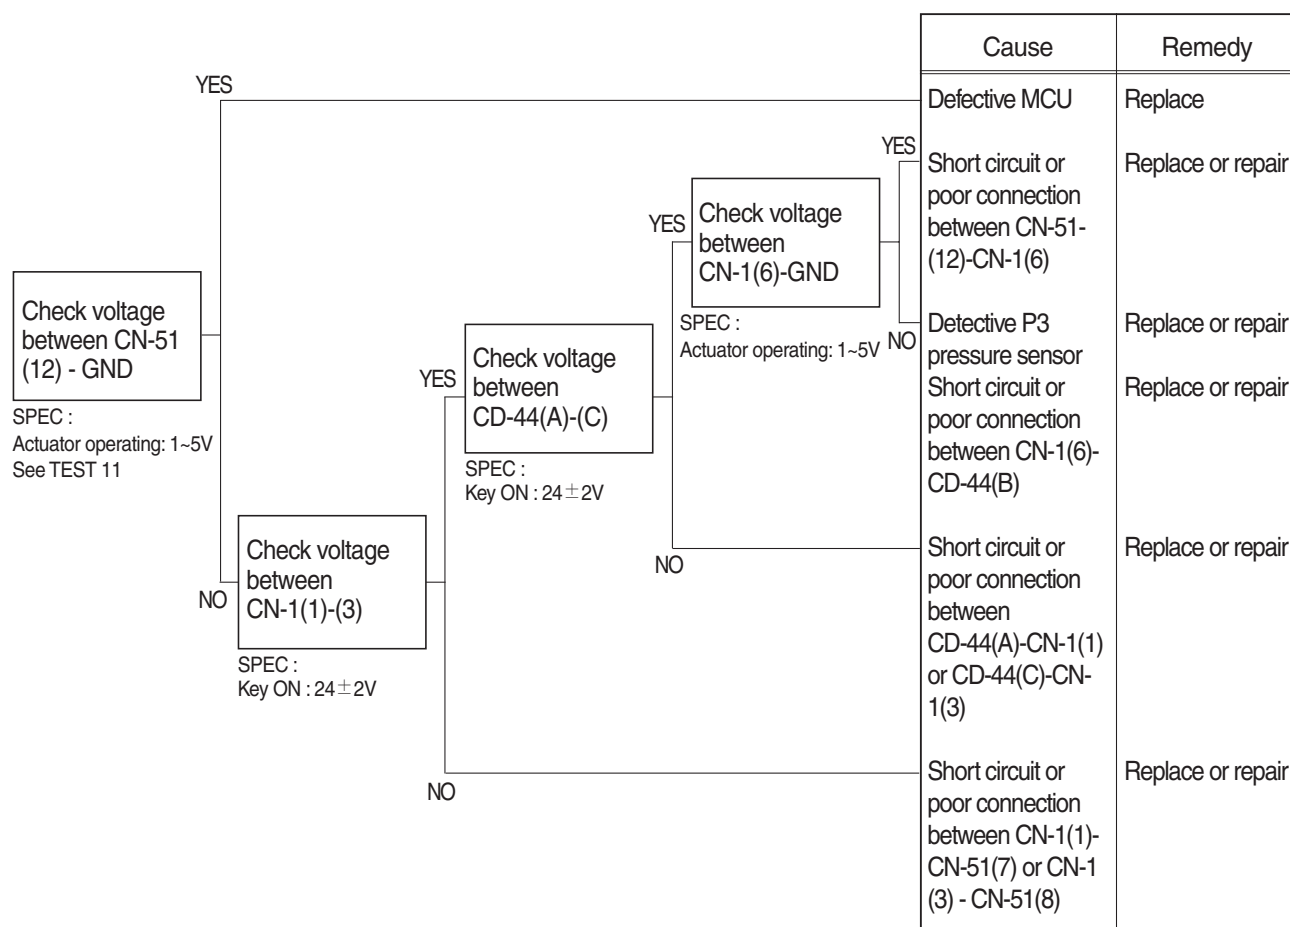 Cause
Remedy
YES
Defective MCU
Replace
YES
Short circuit or
poor connection
between CN-51-
(12)-CN-1(6)
Replace or repair
YES
Check voltage
between
CN-1(6)-GND
SPEC :
Actuator operating: 1~5V
NO
Detective P3
pressure sensor
Replace or repair
Short circuit or
poor connection
between CN-1(6)-
CD-44(B)
Replace or repair
Check voltage
between CN-51
(12) - GND
SPEC :
Actuator operating: 1~5V
See TEST 11
YES
Check voltage
between
CD-44(A)-(C)
SPEC :
Key ON : 24±2V
NO
Short circuit or
poor connection
between
CD-44(A)-CN-1(1)
or CD-44(C)-CN-
1(3)
Replace or repair
NO
Check voltage
between
CN-1(1)-(3)
SPEC :
Key ON : 24±2V
NO
Short circuit or
poor connection
between CN-1(1)-
CN-51(7) or CN-1
(3) - CN-51(8)
Replace or repair